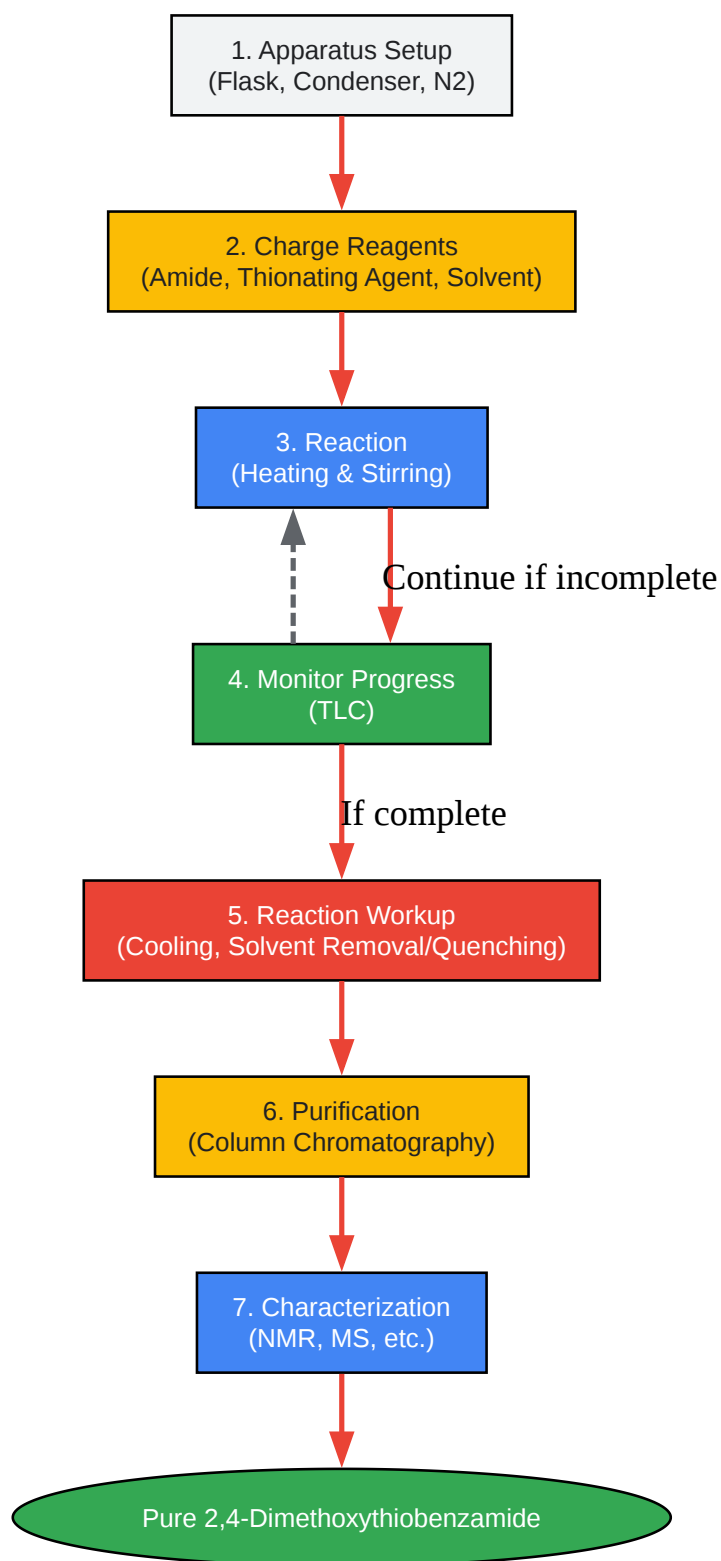 1. Apparatus Setup
(Flask, Condenser, N2)
2. Charge Reagents
(Amide, Thionating Agent, Solvent)
3. Reaction
(Heating & Stirring)
Continue if incomplete
4. Monitor Progress
(TLC)
If complete
5. Reaction Workup
(Cooling, Solvent Removal/Quenching)
6. Purification
(Column Chromatography)
7. Characterization
(NMR, MS, etc.)
Pure 2,4-Dimethoxythiobenzamide